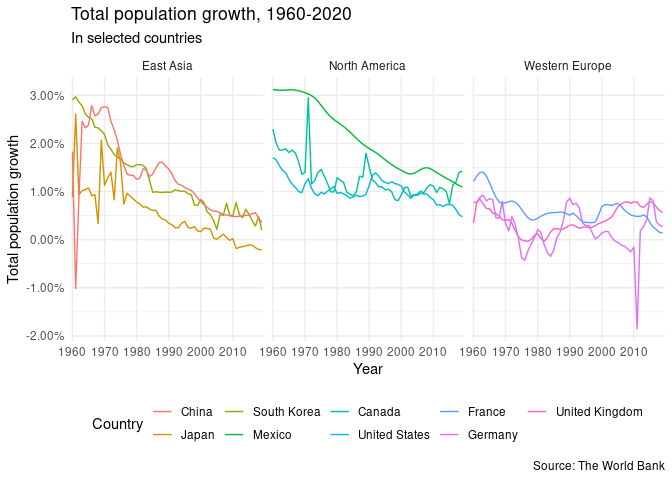 Total population growth, 1960-2020
In selected countries
East Asia North America Western Europe
3.00%
2.00%
1.00%
0.00%
-1.00%
-2.00%
Total population growth
1960 1970 1980 1990 2000 2010 1960 1970 1980 1990 2000 2010 1960 1970 1980 1990 2000 2010
Year
Country
China South Korea Canada France United Kingdom
Japan Mexico United States Germany
Source: The World Bank